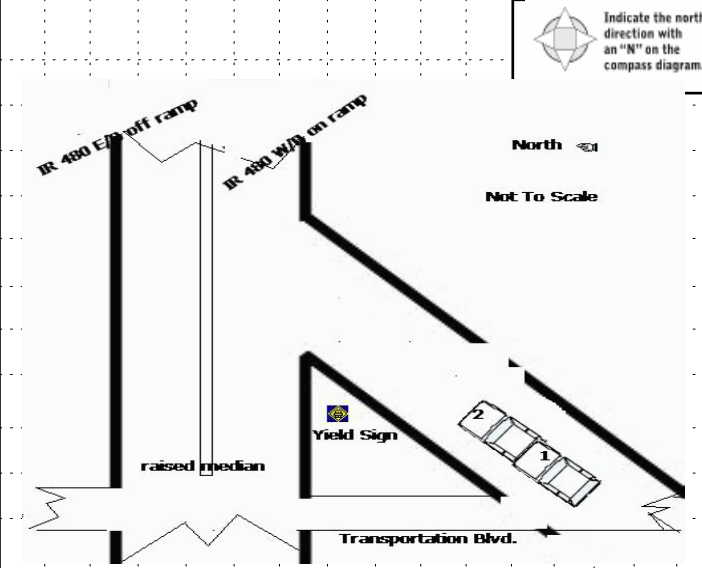 Indicate the north
direction with
an "N" on the
compass diagram.
IR 480 E/B off ramp
IR 480 W/B on ramp
North
Not To Scale
2
1
Yield Sign
raised median
Transportation Blvd.